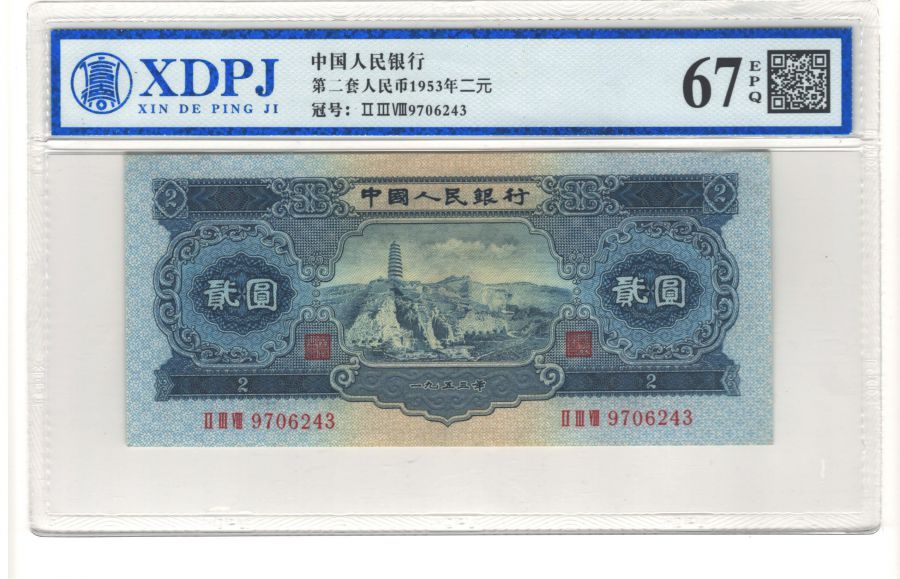 XDPJ
XIN DE PING JI
中国人民银行
第二套人民币1953年二元
冠号：ⅡⅢⅧ9706243
67
EPQ
2
中國人民銀行
2
貳圓
貳圓
2
一九五三年
2
ⅡⅢⅧ 9706243
ⅡⅢⅧ 9706243